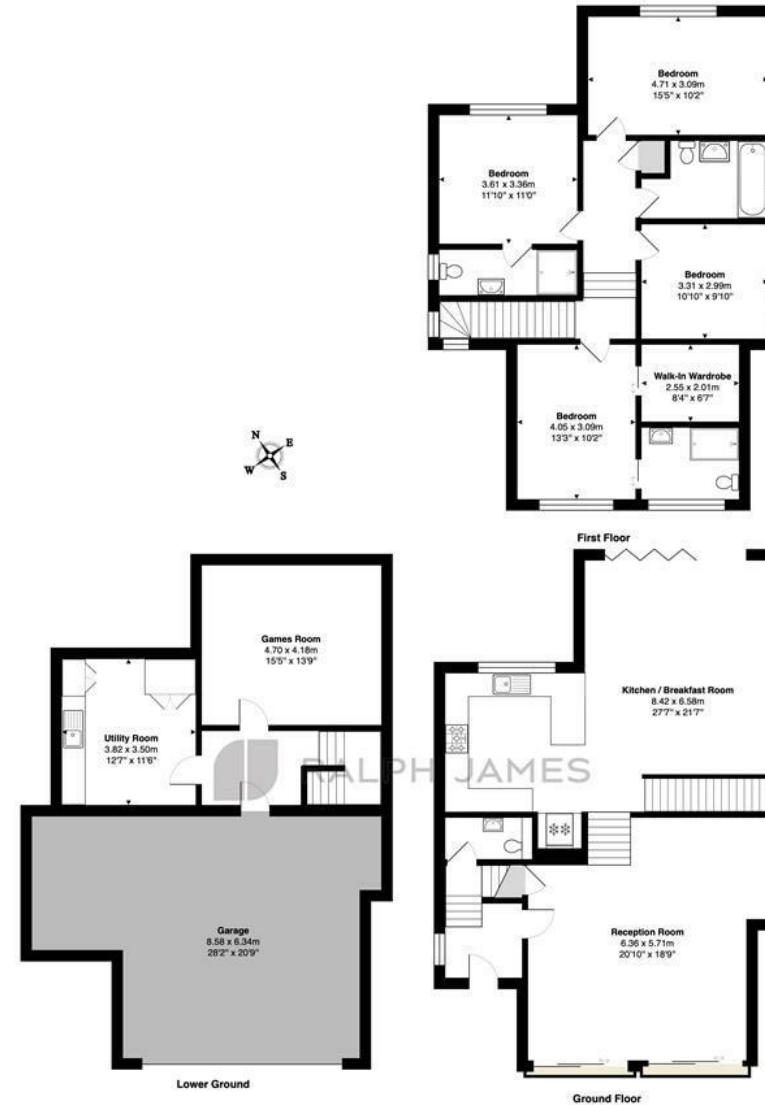 Bedroom
4.71 x 3.09m
15'5" x 10'2"
Bedroom
3.61 x 3.36m
11'10" x 11'0"
Bedroom
3.31 x 2.99m
10'10" x 9'10"
Walk-In Wardrobe
2.55 x 2.01m
8'4" x 6'7"
Bedroom
4.05 x 3.09m
13'3" x 10'2"
First Floor
N
E
W
S
Games Room
4.70 x 4.18m
15'5" x 13'9"
Utility Room
3.82 x 3.50m
12'7" x 11'6"
Garage
8.58 x 6.34m
28'2" x 20'9"
Lower Ground
Kitchen / Breakfast Room
8.42 x 6.58m
27'7" x 21'7"
RALPH JAMES
Reception Room
6.36 x 5.71m
20'10" x 18'9"
Ground Floor